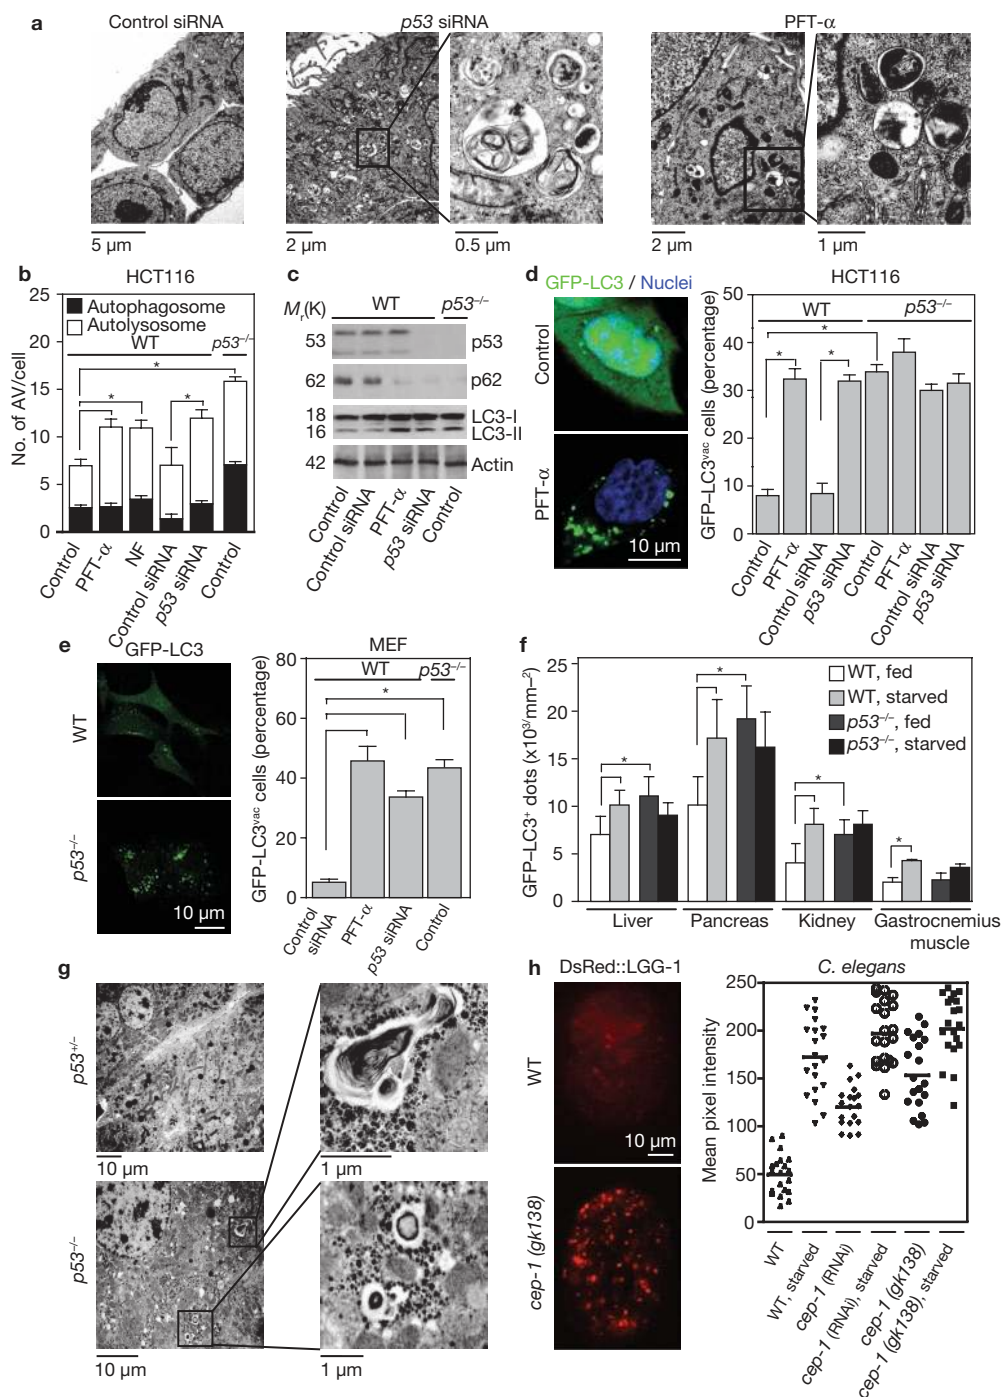 a
Control siRNA
p53 siRNA
PFT-α
5 μm
2 μm
0.5 μm
2 μm
1 μm
b
HCT116
Autophagosome
Autolysosome
WT
p53−/−
*
*
*
No. of AV/cell
25
20
15
10
5
0
Control
PFT-α
NF
Control siRNA
p53 siRNA
Control
c
WT
p53−/−
Mr(K)
53
p53
62
p62
18
LC3-I
16
LC3-II
42
Actin
Control
Control siRNA
PFT-α
p53 siRNA
Control
d
GFP-LC3 / Nuclei
Control
PFT-α
10 μm
HCT116
WT
p53−/−
*
*
*
GFP–LC3vac cells (percentage)
50
40
30
20
10
0
Control
PFT-α
Control siRNA
p53 siRNA
Control
PFT-α
Control siRNA
p53 siRNA
e
GFP-LC3
WT
p53−/−
10 μm
MEF
WT
p53−/−
*
GFP-LC3vac cells (percentage)
80
60
40
20
0
Control siRNA
PFT-α
p53 siRNA
Control
f
GFP–LC3+ dots (x10³/mm–2)
25
20
15
10
5
0
WT, fed
WT, starved
p53−/−, fed
p53−/−, starved
*
*
*
*
Liver
Pancreas
Kidney
Gastrocnemius
muscle
g
p53+/−
p53−/−
10 μm
1 μm
10 μm
1 μm
h
DsRed::LGG-1
WT
cep-1 (gk138)
10 μm
C. elegans
Mean pixel intensity
250
200
150
100
50
0
WT
WT, starved
cep-1 (RNAi)
cep-1 (RNAi), starved
cep-1 (gk138)
cep-1 (gk138), starved